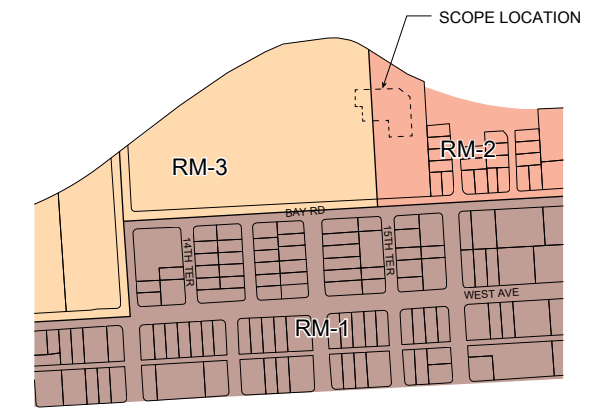 SCOPE LOCATION
RM-3
RM-2
BAY RD
14TH TER
15TH TER
WEST AVE
RM-1